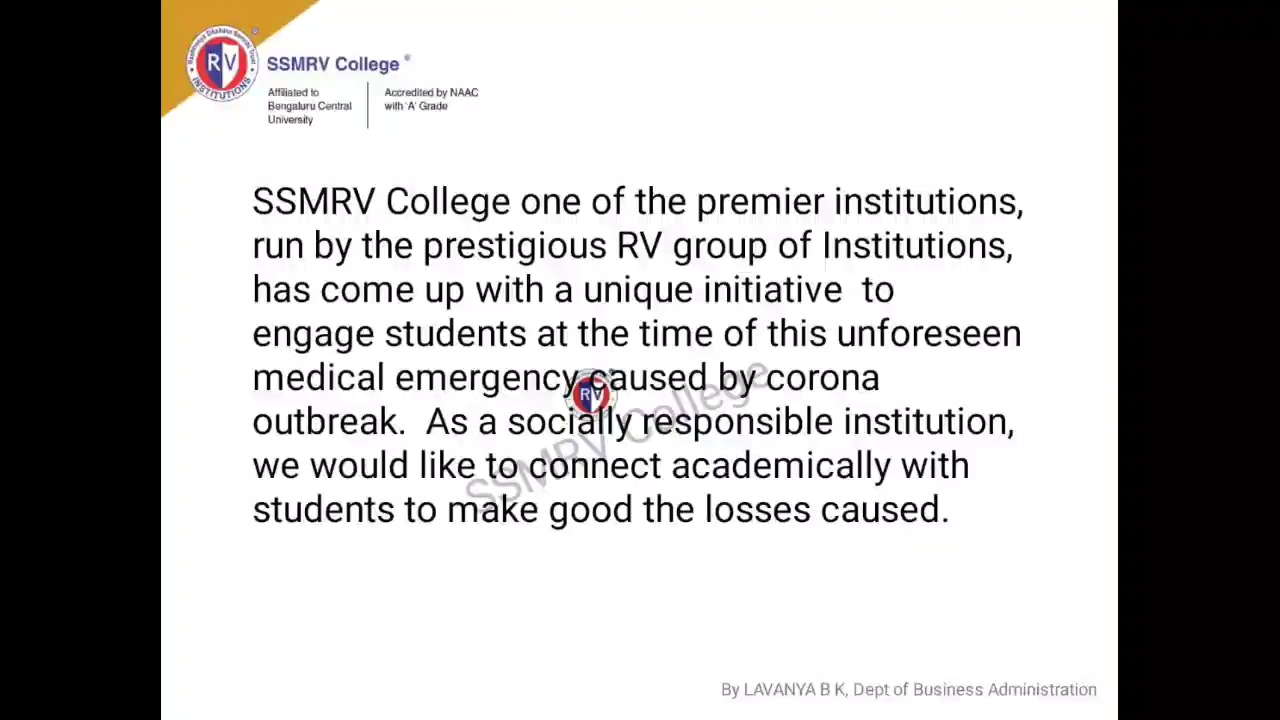 RV
INSTITUTIONS
SSMRV College
Affiliated to
Bengaluru Central
University
Accredited by NAAC
with 'A' Grade
SSMRV College one of the premier institutions,
run by the prestigious RV group of Institutions,
has come up with a unique initiative  to
engage students at the time of this unforeseen
medical emergency caused by corona
outbreak.  As a socially responsible institution,
we would like to connect academically with
students to make good the losses caused.
RV
SSMRV College
By LAVANYA B K, Dept of Business Administration